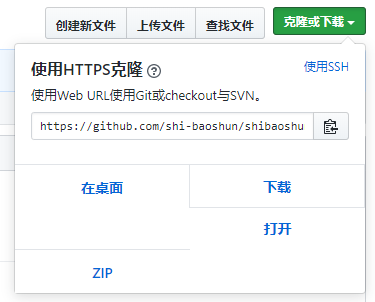 创建新文件 上传文件 查找文件 克隆或下载
使用HTTPS克隆 ? 使用SSH
使用Web URL使用Git或checkout与SVN。
https://github.com/shi-baoshun/shibaoshu
在桌面 下载
打开
ZIP